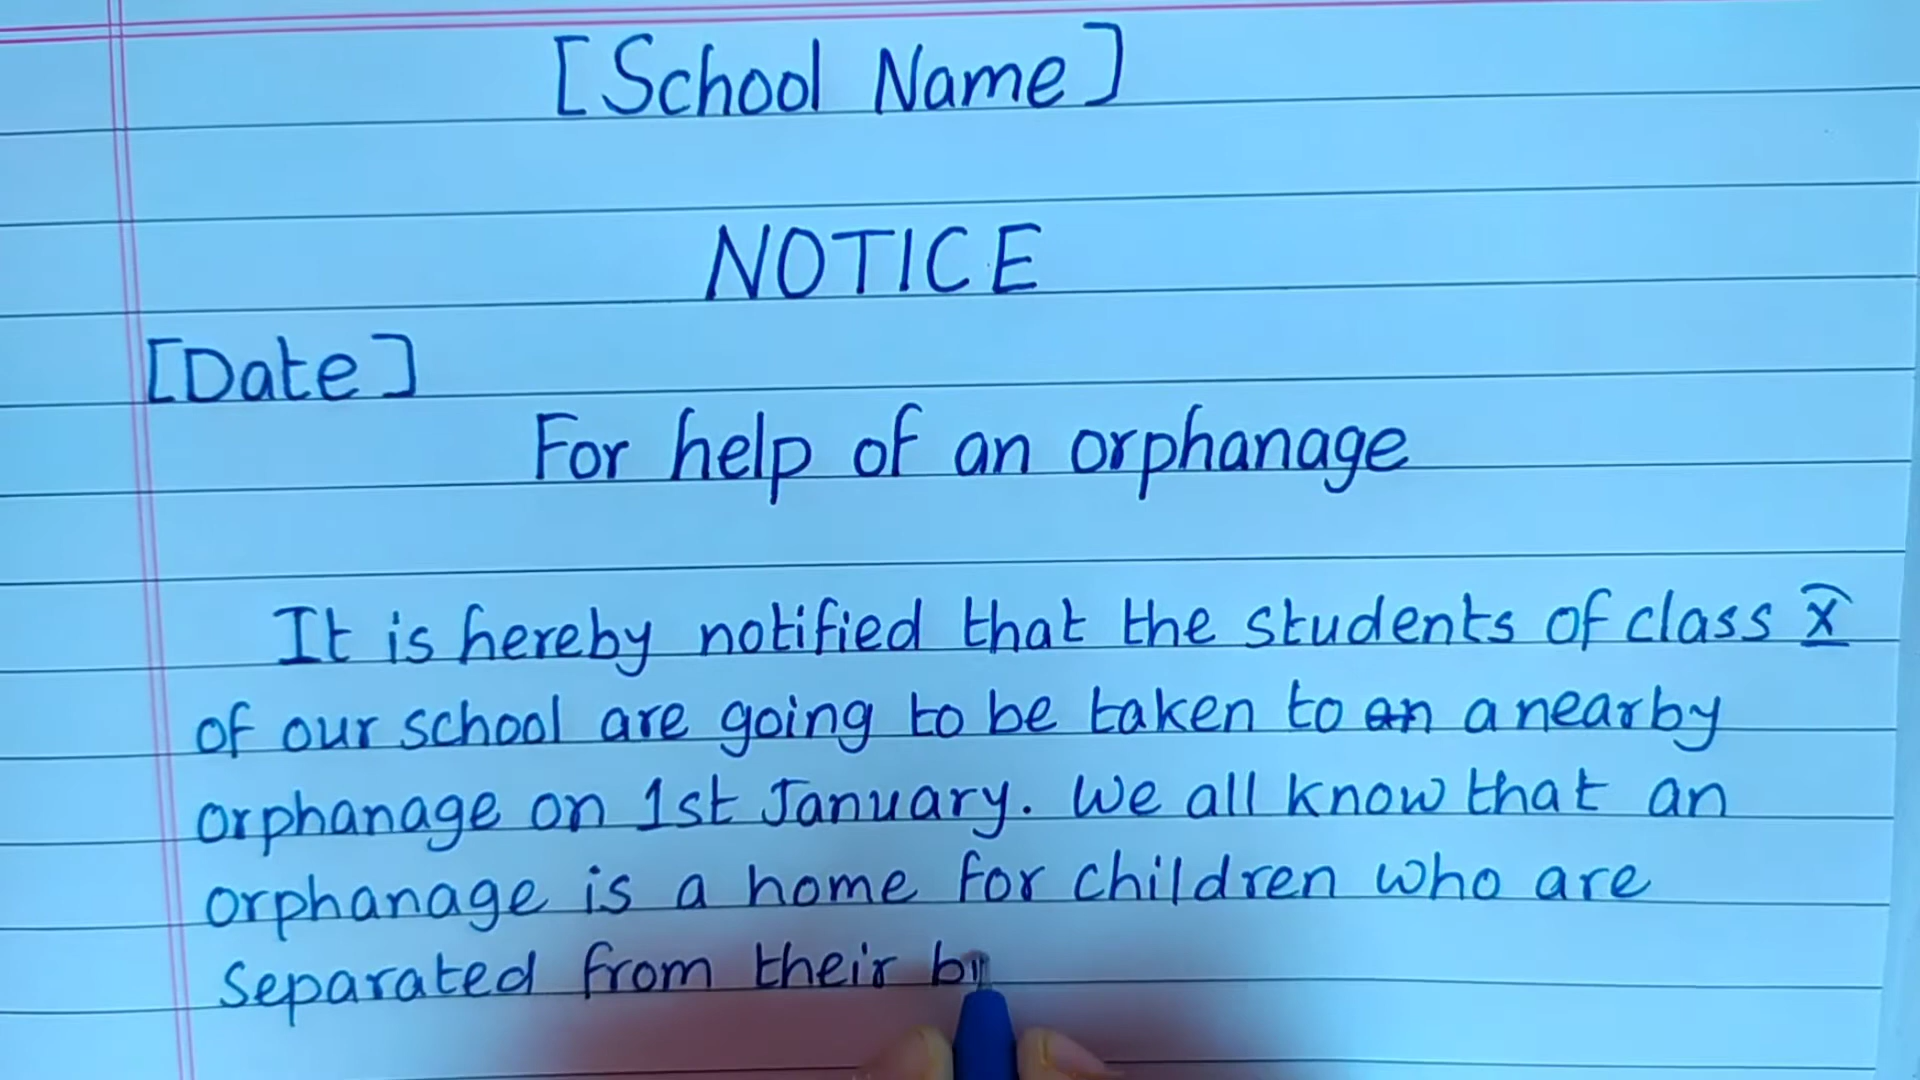 [School Name]
NOTICE
[Date]
For help of an orphanage
It is hereby notified that the students of class X
of our school are going to be taken to an a nearby
orphanage on 1st January. We all know that an
orphanage is a home for children who are
separated from their